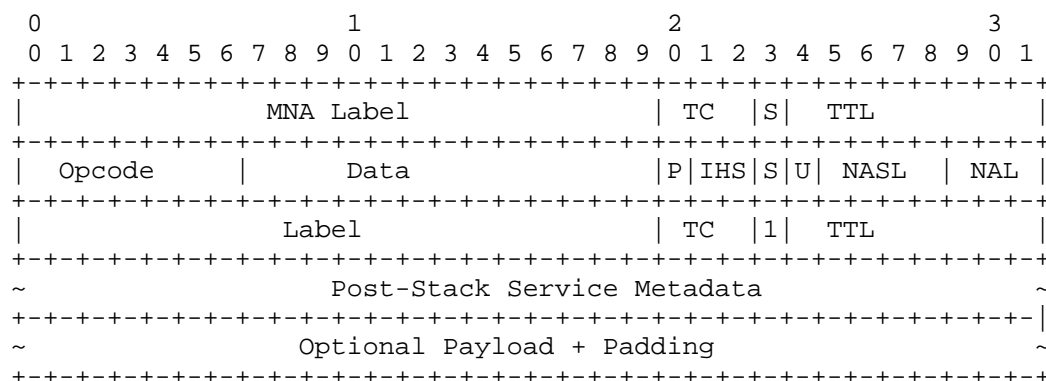 0                   1                   2                   3
 0 1 2 3 4 5 6 7 8 9 0 1 2 3 4 5 6 7 8 9 0 1 2 3 4 5 6 7 8 9 0 1
+-+-+-+-+-+-+-+-+-+-+-+-+-+-+-+-+-+-+-+-+-+-+-+-+-+-+-+-+-+-+-+-+
|               MNA Label               | TC  |S|  TTL          |
+-+-+-+-+-+-+-+-+-+-+-+-+-+-+-+-+-+-+-+-+-+-+-+-+-+-+-+-+-+-+-+-+
|  Opcode     |      Data               |P|IHS|S|U| NASL  | NAL |
+-+-+-+-+-+-+-+-+-+-+-+-+-+-+-+-+-+-+-+-+-+-+-+-+-+-+-+-+-+-+-+-+
|                Label                  | TC  |1|  TTL          |
+-+-+-+-+-+-+-+-+-+-+-+-+-+-+-+-+-+-+-+-+-+-+-+-+-+-+-+-+-+-+-+-+
~                   Post-Stack Service Metadata                 ~
+-+-+-+-+-+-+-+-+-+-+-+-+-+-+-+-+-+-+-+-+-+-+-+-+-+-+-+-+-+-+-+-|
~                 Optional Payload + Padding                    ~
+-+-+-+-+-+-+-+-+-+-+-+-+-+-+-+-+-+-+-+-+-+-+-+-+-+-+-+-+-+-+-+-+